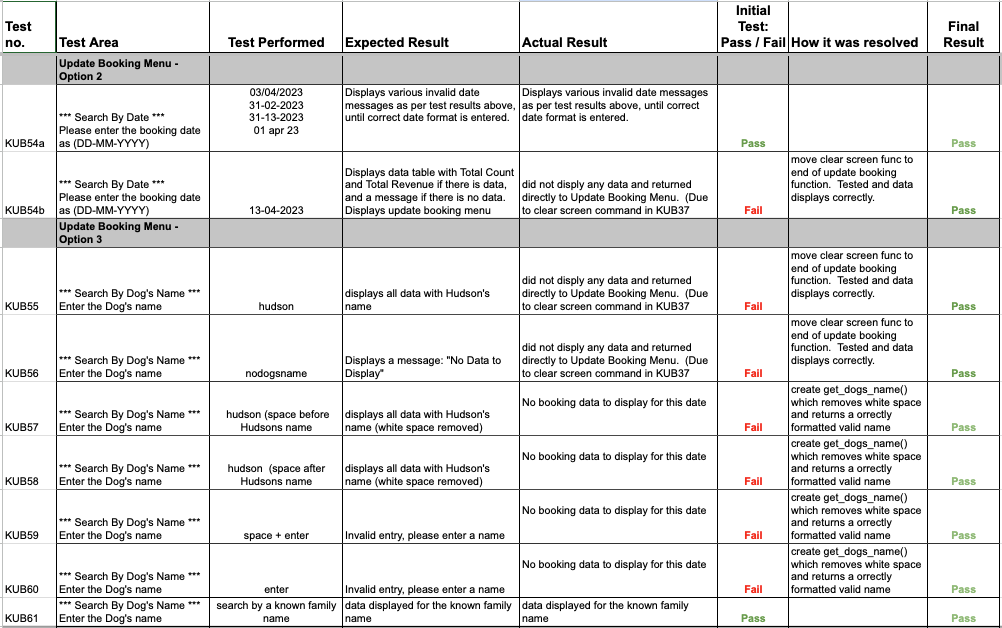 Test no. Test Area Test Performed Expected Result Actual Result Initial Test: Pass / Fail How it was resolved Final Result
Update Booking Menu -
Option 2
KUB54a
*** Search By Date ***
Please enter the booking date
as (DD-MM-YYYY)
03/04/2023
31-02-2023
31-13-2023
01 apr 23
Displays various invalid date
messages as per test results above,
until correct date format is entered.
Displays various invalid date messages
as per test results above, until correct
date format is entered.
Pass
Pass
KUB54b
*** Search By Date ***
Please enter the booking date
as (DD-MM-YYYY)
13-04-2023
Displays data table with Total Count
and Total Revenue if there is data,
and a message if there is no data.
Displays update booking menu
did not disply any data and returned
directly to Update Booking Menu. (Due
to clear screen command in KUB37
Fail
move clear screen func to
end of update booking
function. Tested and data
displays correctly.
Pass
Update Booking Menu -
Option 3
KUB55
*** Search By Dog's Name ***
Enter the Dog's name
hudson
displays all data with Hudson's
name
did not disply any data and returned
directly to Update Booking Menu. (Due
to clear screen command in KUB37
Fail
move clear screen func to
end of update booking
function. Tested and data
displays correctly.
Pass
KUB56
*** Search By Dog's Name ***
Enter the Dog's name
nodogsname
Displays a message: "No Data to
Display"
did not disply any data and returned
directly to Update Booking Menu. (Due
to clear screen command in KUB37
Fail
move clear screen func to
end of update booking
function. Tested and data
displays correctly.
Pass
KUB57
*** Search By Dog's Name ***
Enter the Dog's name
hudson (space before
Hudsons name
displays all data with Hudson's
name (white space removed)
No booking data to display for this date
Fail
create get_dogs_name()
which removes white space
and returns a orrectly
formatted valid name
Pass
KUB58
*** Search By Dog's Name ***
Enter the Dog's name
hudson (space after
Hudsons name
displays all data with Hudson's
name (white space removed)
No booking data to display for this date
Fail
create get_dogs_name()
which removes white space
and returns a orrectly
formatted valid name
Pass
KUB59
*** Search By Dog's Name ***
Enter the Dog's name
space + enter
Invalid entry, please enter a name
No booking data to display for this date
Fail
create get_dogs_name()
which removes white space
and returns a orrectly
formatted valid name
Pass
KUB60
*** Search By Dog's Name ***
Enter the Dog's name
enter
Invalid entry, please enter a name
No booking data to display for this date
Fail
create get_dogs_name()
which removes white space
and returns a orrectly
formatted valid name
Pass
KUB61
*** Search By Dog's Name ***
Enter the Dog's name
search by a known family
name
data displayed for the known family
name
data displayed for the known family
name
Pass
Pass